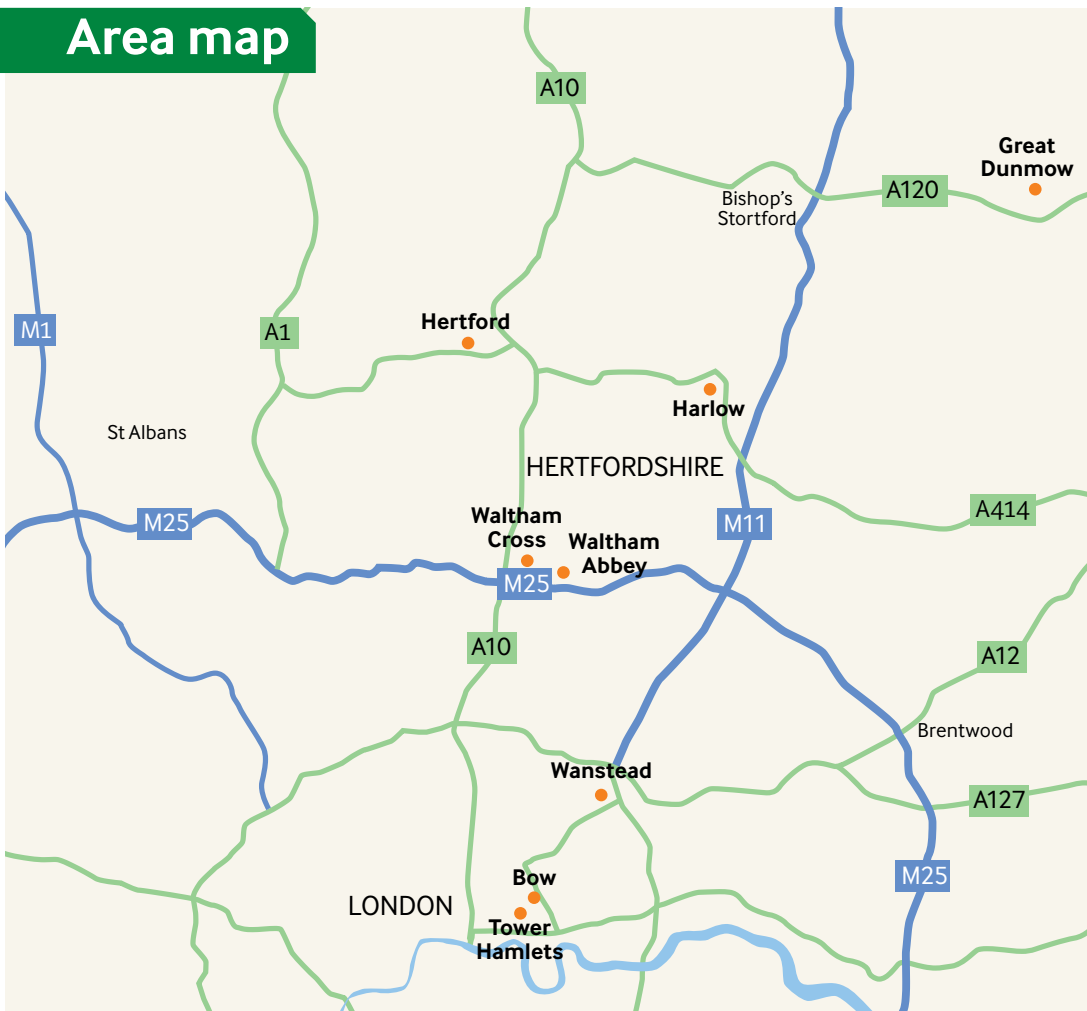 Area map
A10
Great
Dunmow
A120
Bishop's
Stortford
M1
A1
Hertford
Harlow
St Albans
HERTFORDSHIRE
M25
Waltham
Cross
Waltham
Abbey
M25
M11
A414
A10
A12
Brentwood
Wanstead
A127
Bow
M25
LONDON
Tower
Hamlets